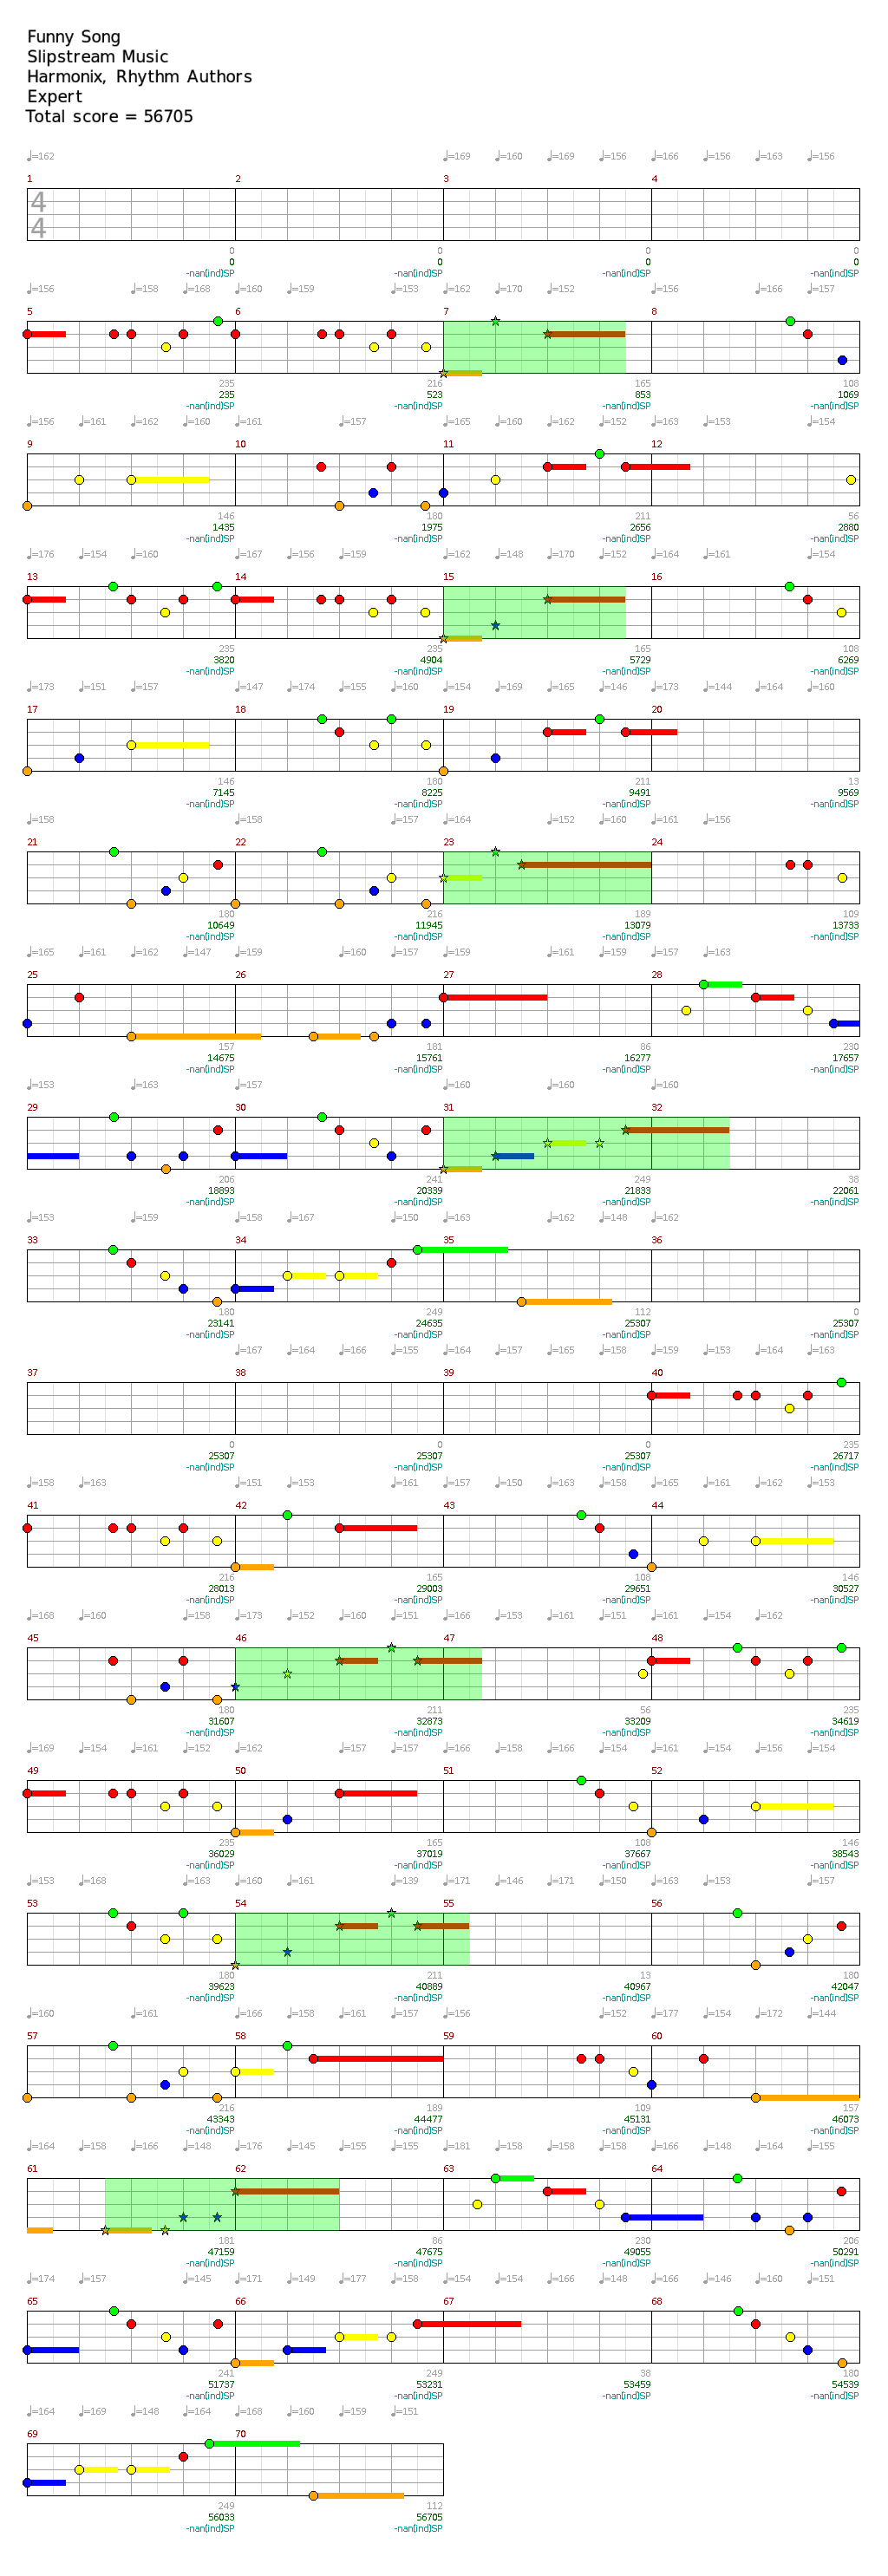 Funny Song
Slipstream Music
Harmonix, Rhythm Authors
Expert
Total score = 56705
♩=162 ♩=169 ♩=160 ♩=169 ♩=156 ♩=166 ♩=156 ♩=163 ♩=156
1 2 3 4
4
4
0 0 0 0
0 0 0 0
-nan(ind)SP -nan(ind)SP -nan(ind)SP -nan(ind)SP
♩=156 ♩=158 ♩=168 ♩=160 ♩=159 ♩=153 ♩=162 ♩=170 ♩=152 ♩=156 ♩=166 ♩=157
5 6 7 8
235 216 165 108
235 523 853 1069
-nan(ind)SP -nan(ind)SP -nan(ind)SP -nan(ind)SP
♩=156 ♩=161 ♩=162 ♩=160 ♩=161 ♩=157 ♩=165 ♩=160 ♩=162 ♩=152 ♩=163 ♩=153 ♩=154
9 10 11 12
146 180 211 56
1435 1975 2656 2880
-nan(ind)SP -nan(ind)SP -nan(ind)SP -nan(ind)SP
♩=176 ♩=154 ♩=160 ♩=167 ♩=156 ♩=159 ♩=162 ♩=148 ♩=170 ♩=152 ♩=164 ♩=161 ♩=154
13 14 15 16
235 235 165 108
3820 4904 5729 6269
-nan(ind)SP -nan(ind)SP -nan(ind)SP -nan(ind)SP
♩=173 ♩=151 ♩=157 ♩=147 ♩=174 ♩=155 ♩=160 ♩=154 ♩=169 ♩=165 ♩=146 ♩=173 ♩=144 ♩=164 ♩=160
17 18 19 20
146 180 211 13
7145 8225 9491 9569
-nan(ind)SP -nan(ind)SP -nan(ind)SP -nan(ind)SP
♩=158 ♩=158 ♩=157 ♩=164 ♩=152 ♩=160 ♩=161 ♩=156
21 22 23 24
180 216 189 109
10649 11945 13079 13733
-nan(ind)SP -nan(ind)SP -nan(ind)SP -nan(ind)SP
♩=165 ♩=161 ♩=162 ♩=147 ♩=159 ♩=160 ♩=157 ♩=159 ♩=161 ♩=159 ♩=157 ♩=163
25 26 27 28
157 181 86 230
14675 15761 16277 17657
-nan(ind)SP -nan(ind)SP -nan(ind)SP -nan(ind)SP
♩=153 ♩=163 ♩=157 ♩=160 ♩=160 ♩=160
29 30 31 32
206 241 249 38
18893 20339 21833 22061
-nan(ind)SP -nan(ind)SP -nan(ind)SP -nan(ind)SP
♩=153 ♩=159 ♩=158 ♩=167 ♩=150 ♩=163 ♩=162 ♩=148 ♩=162
33 34 35 36
180 249 112 0
23141 24635 25307 25307
-nan(ind)SP -nan(ind)SP -nan(ind)SP -nan(ind)SP
♩=167 ♩=164 ♩=166 ♩=155 ♩=164 ♩=157 ♩=165 ♩=158 ♩=159 ♩=153 ♩=164 ♩=163
37 38 39 40
0 0 0 235
25307 25307 25307 26717
-nan(ind)SP -nan(ind)SP -nan(ind)SP -nan(ind)SP
♩=158 ♩=163 ♩=151 ♩=153 ♩=161 ♩=157 ♩=150 ♩=163 ♩=158 ♩=165 ♩=161 ♩=162 ♩=153
41 42 43 44
216 165 108 146
28013 29003 29651 30527
-nan(ind)SP -nan(ind)SP -nan(ind)SP -nan(ind)SP
♩=168 ♩=160 ♩=158 ♩=173 ♩=152 ♩=160 ♩=151 ♩=166 ♩=153 ♩=161 ♩=151 ♩=161 ♩=154 ♩=162
45 46 47 48
180 211 56 235
31607 32873 33209 34619
-nan(ind)SP -nan(ind)SP -nan(ind)SP -nan(ind)SP
♩=169 ♩=154 ♩=161 ♩=152 ♩=162 ♩=157 ♩=157 ♩=166 ♩=158 ♩=166 ♩=154 ♩=170 ♩=154 ♩=156 ♩=154
49 50 51 52
235 165 108 146
36029 37019 37667 38543
-nan(ind)SP -nan(ind)SP -nan(ind)SP -nan(ind)SP
♩=153 ♩=168 ♩=163 ♩=160 ♩=161 ♩=139 ♩=171 ♩=146 ♩=171 ♩=150 ♩=163 ♩=153 ♩=157
53 54 55 56
180 211 13 180
39623 40889 40967 42047
-nan(ind)SP -nan(ind)SP -nan(ind)SP -nan(ind)SP
♩=160 ♩=161 ♩=166 ♩=158 ♩=161 ♩=157 ♩=156 ♩=152 ♩=177 ♩=154 ♩=172 ♩=144
57 58 59 60
216 189 109 157
43343 44477 45131 46073
-nan(ind)SP -nan(ind)SP -nan(ind)SP -nan(ind)SP
♩=164 ♩=158 ♩=166 ♩=148 ♩=176 ♩=145 ♩=155 ♩=155 ♩=181 ♩=158 ♩=158 ♩=158 ♩=166 ♩=148 ♩=164 ♩=155
61 62 63 64
181 86 230 206
47159 47675 49055 50291
-nan(ind)SP -nan(ind)SP -nan(ind)SP -nan(ind)SP
♩=174 ♩=157 ♩=145 ♩=171 ♩=149 ♩=177 ♩=158 ♩=154 ♩=154 ♩=166 ♩=148 ♩=166 ♩=146 ♩=160 ♩=151
65 66 67 68
241 249 38 180
51737 53231 53459 54539
-nan(ind)SP -nan(ind)SP -nan(ind)SP -nan(ind)SP
♩=164 ♩=169 ♩=148 ♩=164 ♩=168 ♩=160 ♩=159 ♩=151
69 70
249 112
56033 56705
-nan(ind)SP -nan(ind)SP